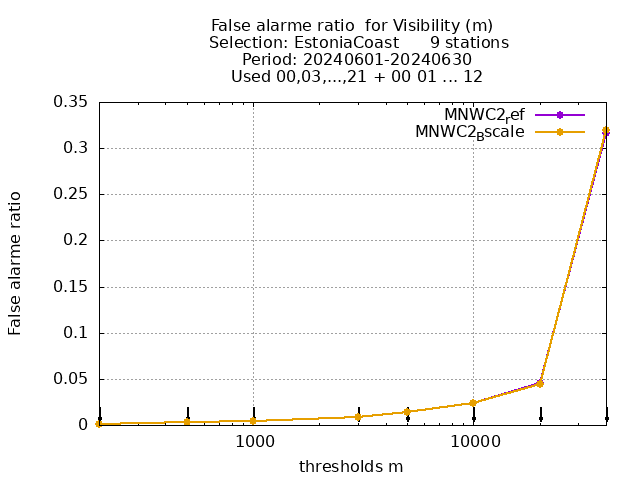 False alarme ratio  for Visibility (m)
Selection: EstoniaCoast      9 stations
Period: 20240601-20240630
Used 00,03,...,21 + 00 01 ... 12
MNWC2ref
MNWC2Bscale
0.35
0.3
0.25
0.2
0.15
0.1
0.05
0
False alarme ratio
1000
10000
thresholds m